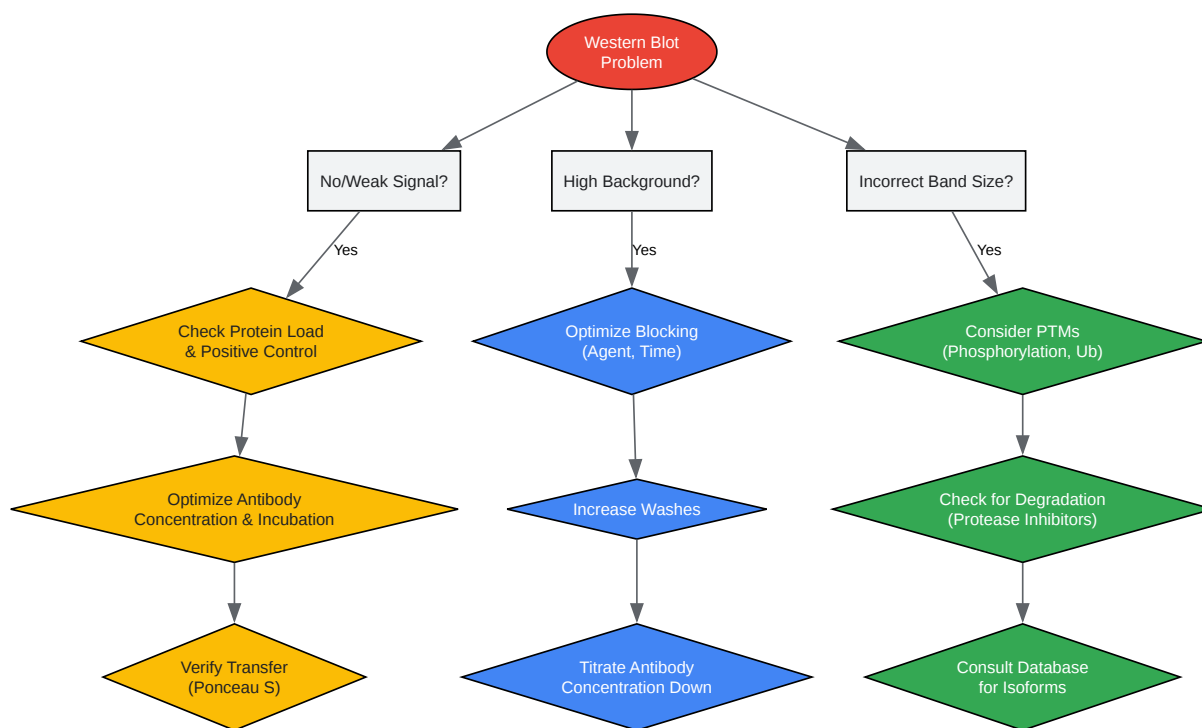 Western Blot
Problem
No/Weak Signal?
High Background?
Incorrect Band Size?
Yes
Yes
Yes
Check Protein Load
& Positive Control
Optimize Blocking
(Agent, Time)
Consider PTMs
(Phosphorylation, Ub)
Optimize Antibody
Concentration & Incubation
Increase Washes
Check for Degradation
(Protease Inhibitors)
Verify Transfer
(Ponceau S)
Titrate Antibody
Concentration Down
Consult Database
for Isoforms